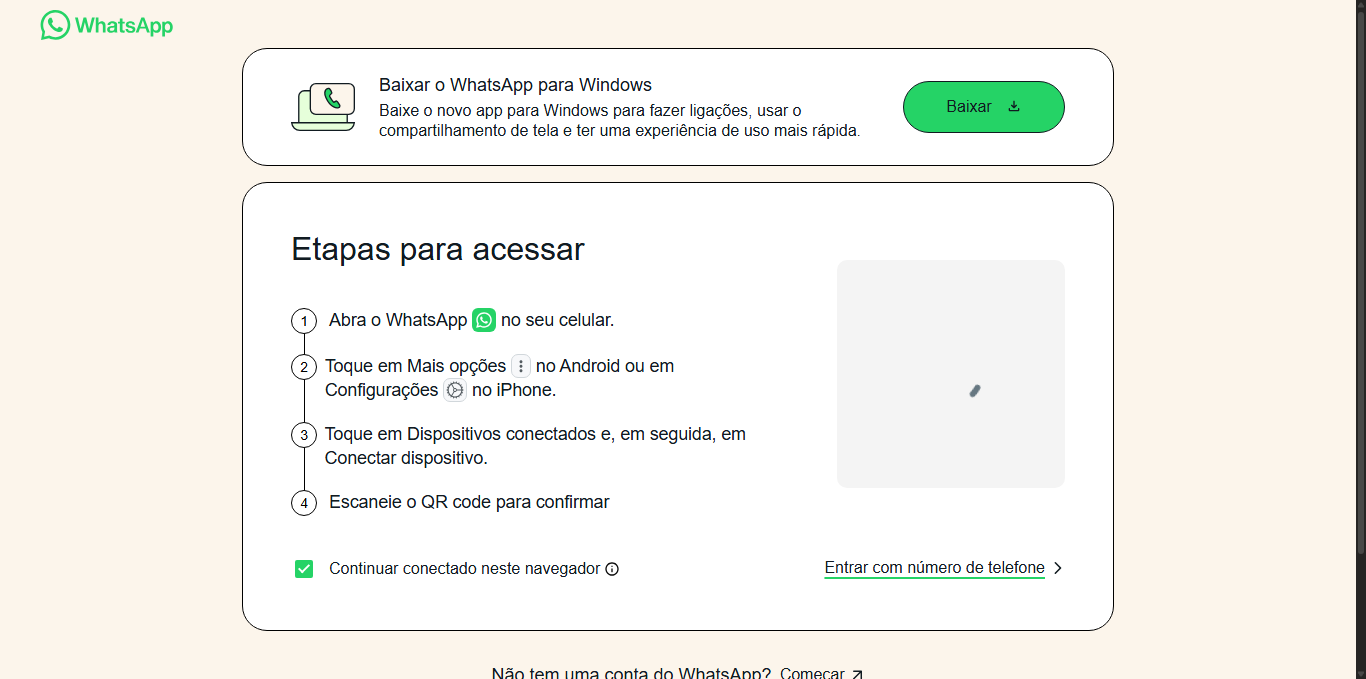 WhatsApp
Baixar o WhatsApp para Windows
Baixe o novo app para Windows para fazer ligações, usar o
compartilhamento de tela e ter uma experiência de uso mais rápida.
Baixar
Etapas para acessar
1 Abra o WhatsApp no seu celular.
2 Toque em Mais opções no Android ou em
Configurações no iPhone.
3 Toque em Dispositivos conectados e, em seguida, em
Conectar dispositivo.
4 Escaneie o QR code para confirmar
Continuar conectado neste navegador
Entrar com número de telefone
Não tem uma conta do WhatsApp? Começar